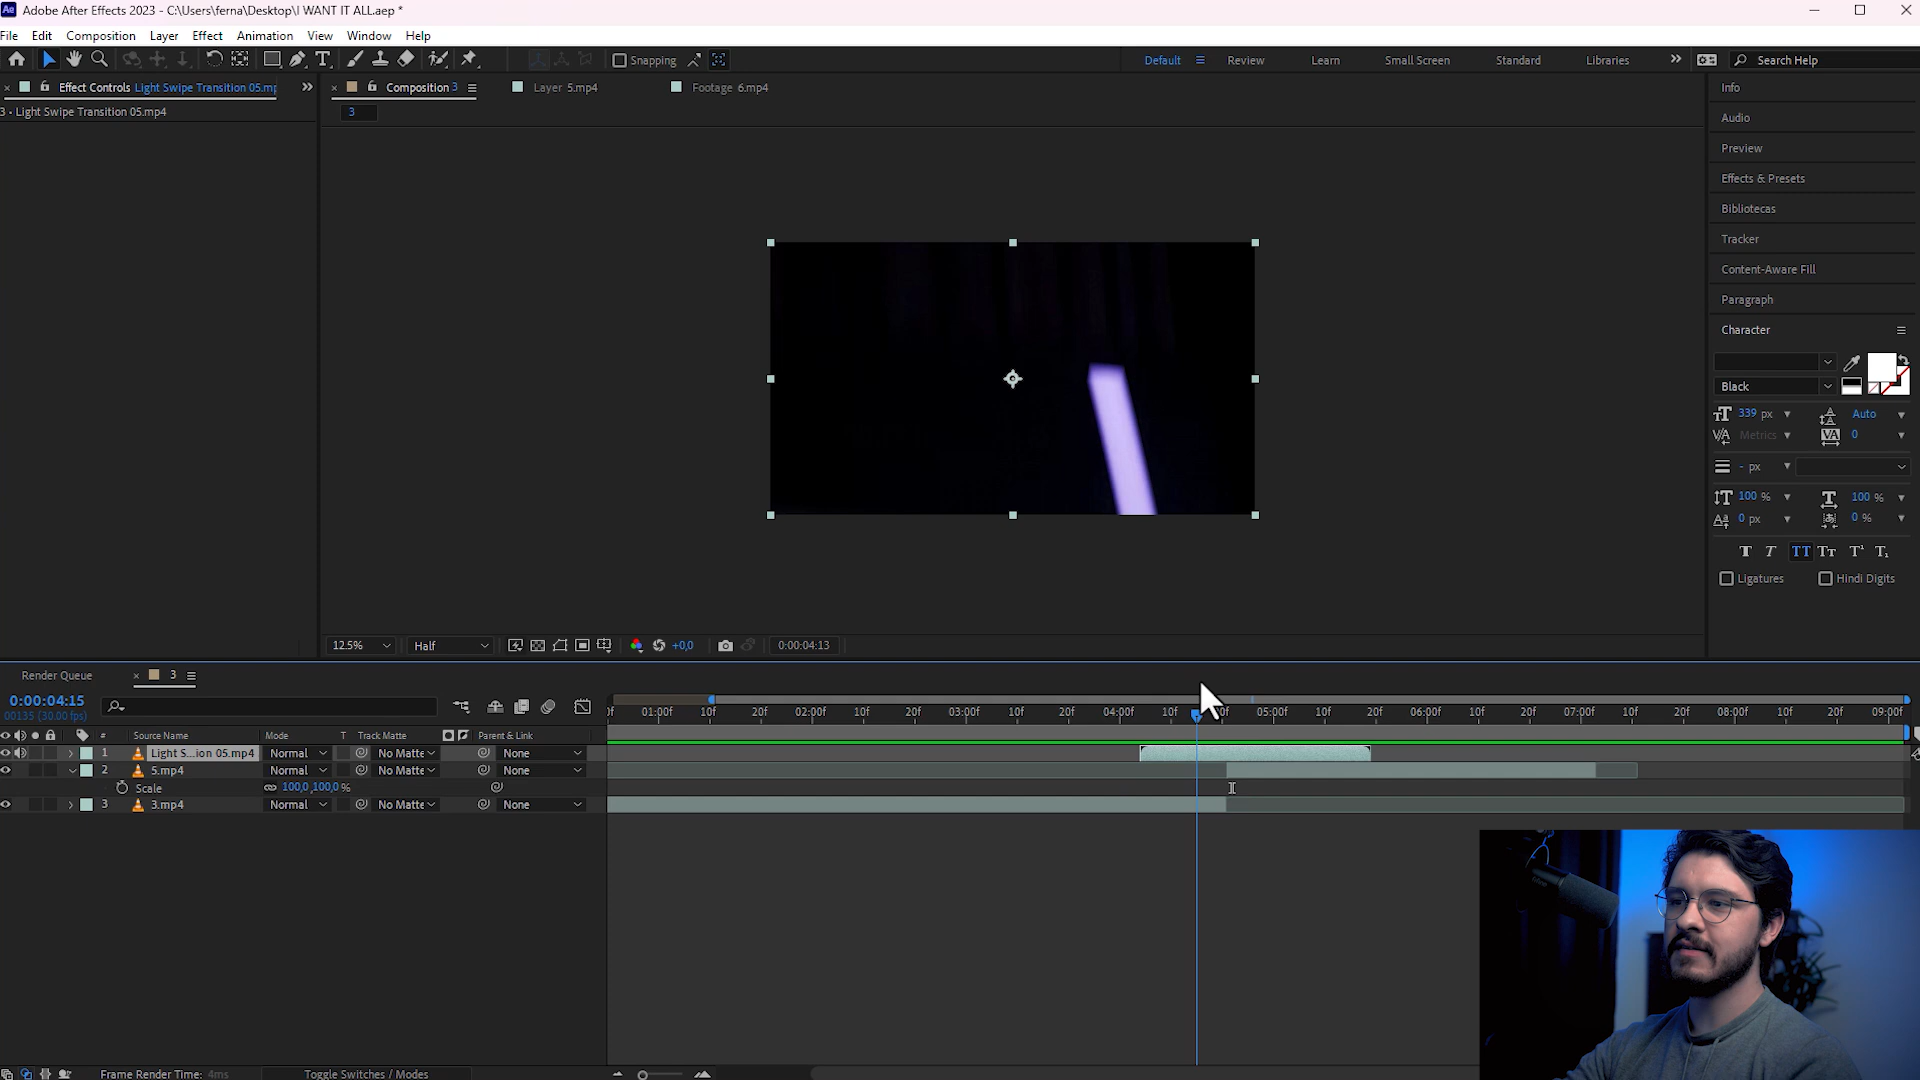 Adobe After Effects 2023 - C:\Users\ferna\Desktop\I WANT IT ALL.aep *
File Edit Composition Layer Effect Animation View Window Help
Snapping Default Review Learn Small Screen Standard Libraries Search Help
Effect Controls Light Swipe Transition 05.mp
Composition 3
Layer 5.mp4
Footage 6.mp4
3 • Light Swipe Transition 05.mp4
3
Info
Audio
Preview
Effects & Presets
Bibliotecas
Tracker
Content-Aware Fill
Paragraph
Character
Black
339 px Auto
Metrics 0
- px
100 % 100 %
0 px 0 %
Ligatures Hindi Digits
12.5% Half +0,0 0:00:04:13
Render Queue 3
0:00:04:15
00135 (30.00 fps)
01:00f 10f 20f 02:00f 10f 20f 03:00f 10f 20f 04:00f 10f 05:00f 10f 20f 06:00f 10f 20f 07:00f 10f 20f 08:00f 10f 20f 09:00f
# Source Name Mode T Track Matte Parent & Link
1 Light S...ion 05.mp4 Normal No Matte None
2 5.mp4 Normal No Matte None
Scale 100,0,100,0 %
3 3.mp4 Normal No Matte None
Frame Render Time: 4ms Toggle Switches / Modes